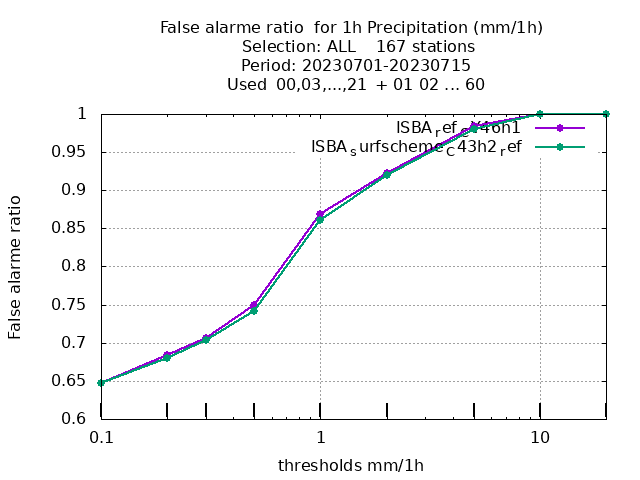 False alarme ratio for 1h Precipitation (mm/1h)
Selection: ALL 167 stations
Period: 20230701-20230715
Used 00,03,...,21 + 01 02 ... 60
1
ISBA_ref
ISBA_surfscheme_C43h2_ref
0.95
0.9
0.85
0.8
0.75
0.7
0.65
0.6
False alarme ratio
0.1
1
10
thresholds mm/1h